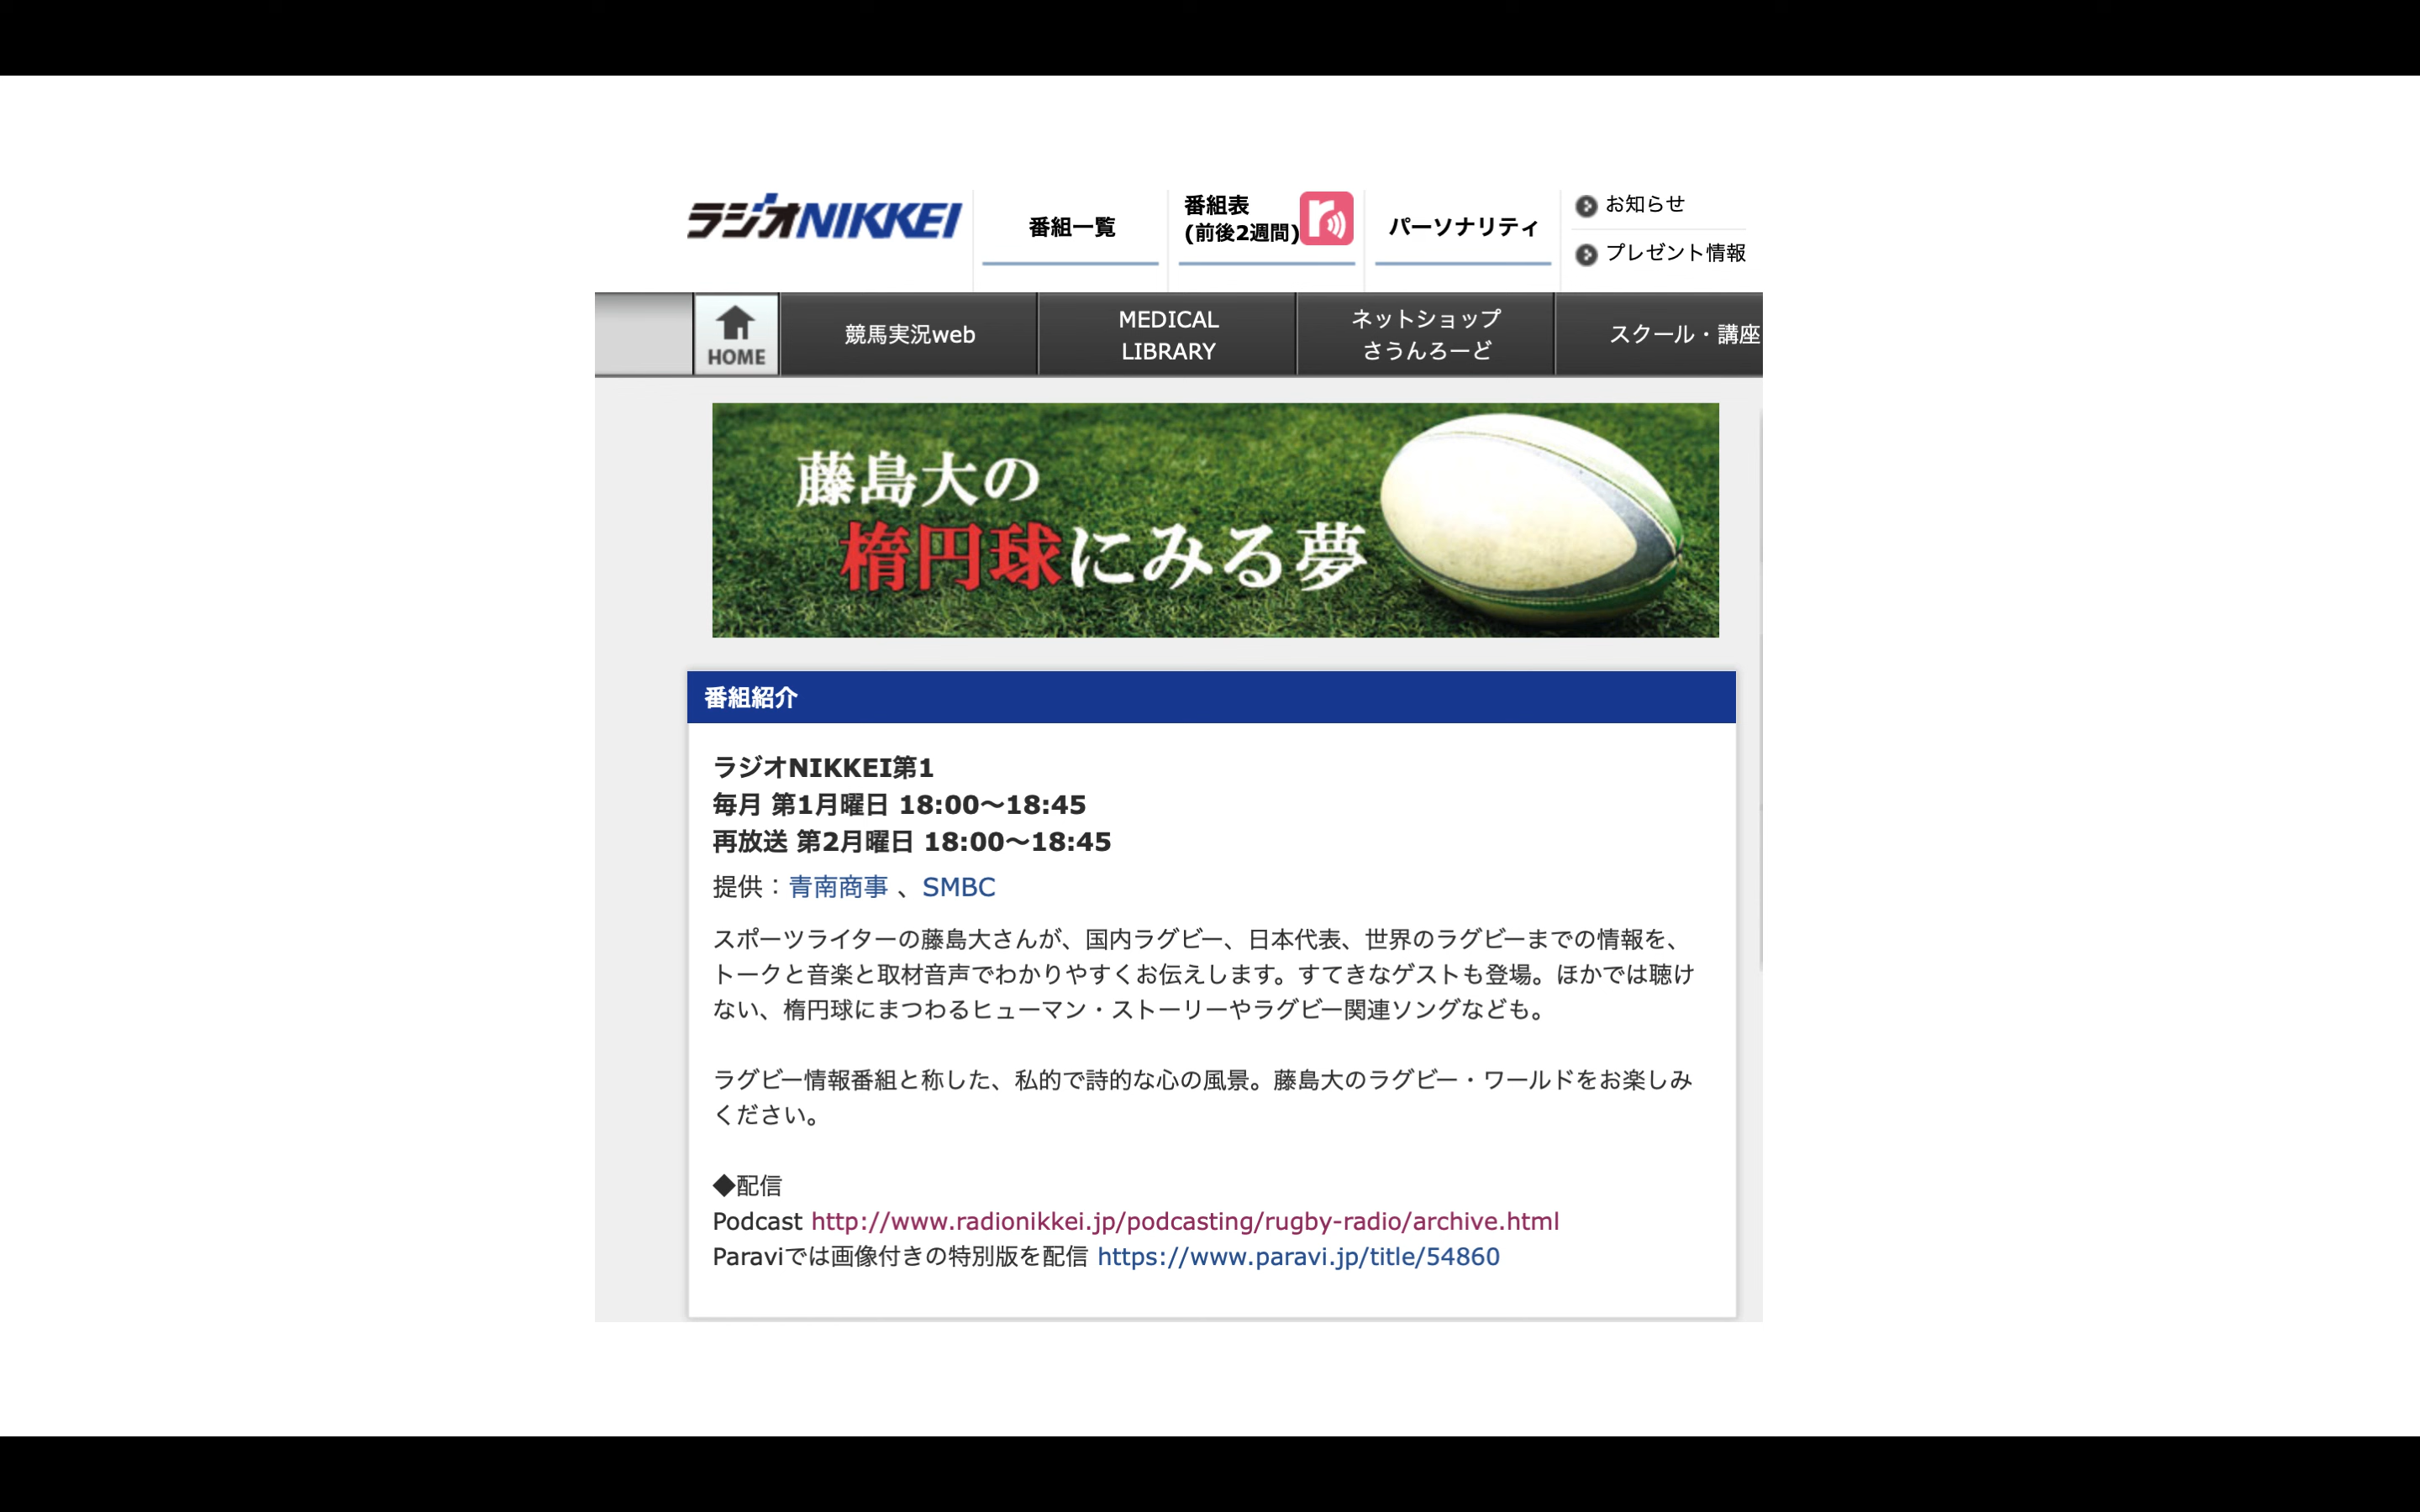 ラジオNIKKEI
番組一覧
番組表
(前後2週間)
パーソナリティ
お知らせ
プレゼント情報
HOME
競馬実況web
MEDICAL
LIBRARY
ネットショップ
さうんろーど
スクール・講座
藤島大の
楕円球にみる夢
番組紹介
ラジオNIKKEI第1
毎月 第1月曜日 18:00～18:45
再放送 第2月曜日 18:00～18:45
提供：青南商事 、SMBC
スポーツライターの藤島大さんが、国内ラグビー、日本代表、世界のラグビーまでの情報を、
トークと音楽と取材音声でわかりやすくお伝えします。すてきなゲストも登場。ほかでは聴け
ない、楕円球にまつわるヒューマン・ストーリーやラグビー関連ソングなども。
ラグビー情報番組と称した、私的で詩的な心の風景。藤島大のラグビー・ワールドをお楽しみ
ください。
◆配信
Podcast http://www.radionikkei.jp/podcasting/rugby-radio/archive.html
Paraviでは画像付きの特別版を配信 https://www.paravi.jp/title/54860